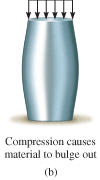 Compression causes
material to bulge out
(b)